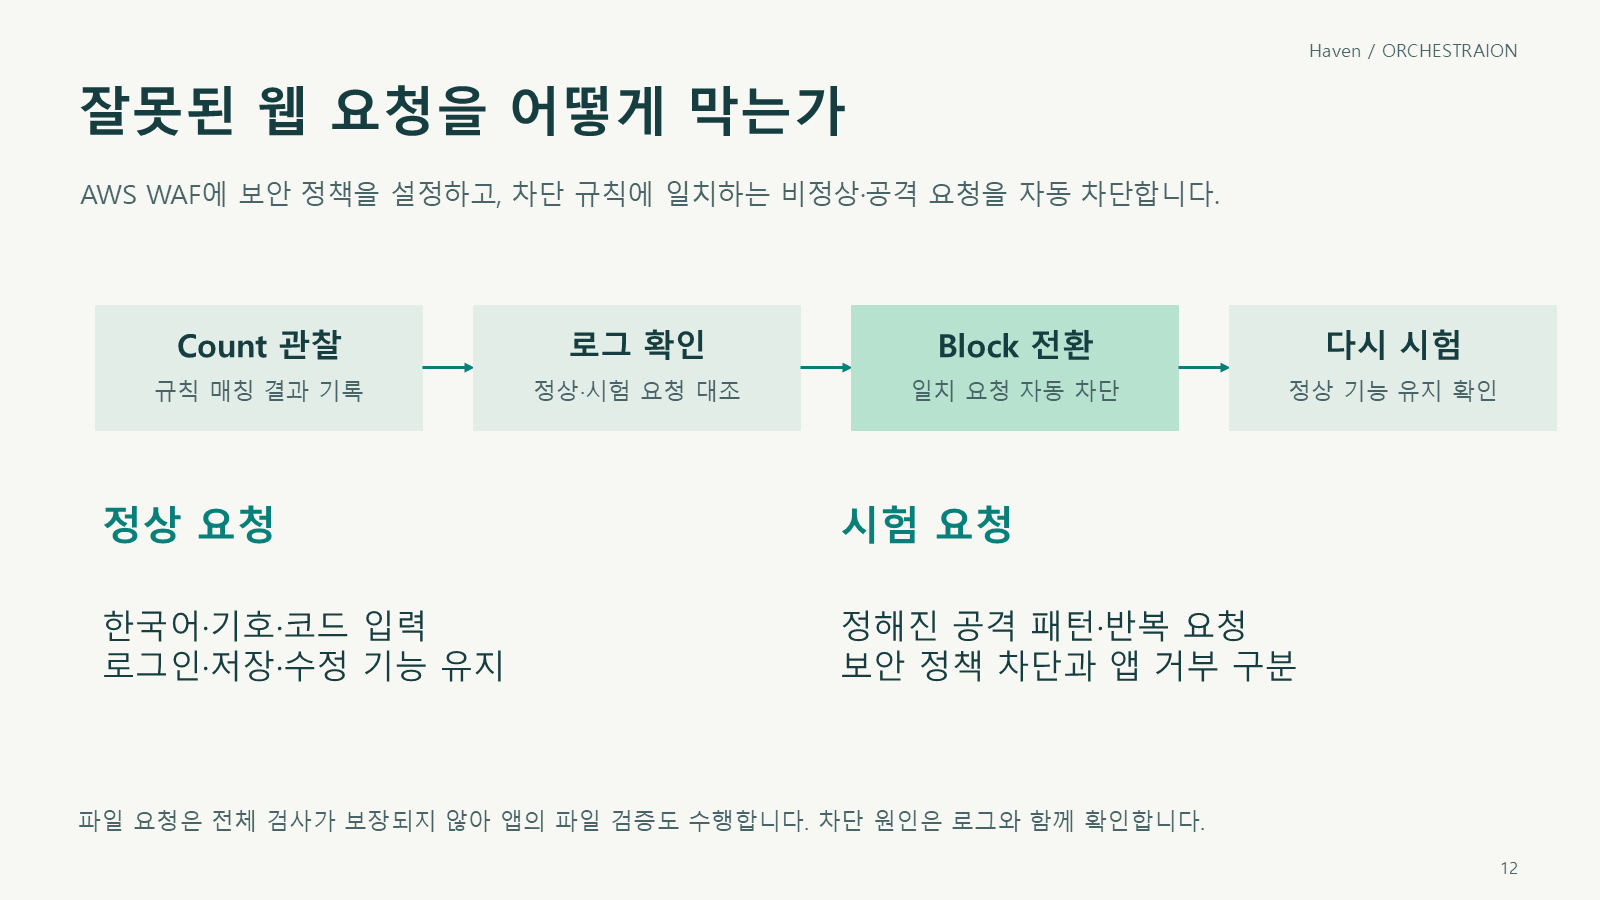 Haven / ORCHESTRAION
잘못된 웹 요청을 어떻게 막는가
AWS WAF에 보안 정책을 설정하고, 차단 규칙에 일치하는 비정상·공격 요청을 자동 차단합니다.
Count 관찰
규칙 매칭 결과 기록
로그 확인
정상·시험 요청 대조
Block 전환
일치 요청 자동 차단
다시 시험
정상 기능 유지 확인
정상 요청
한국어·기호·코드 입력
로그인·저장·수정 기능 유지
시험 요청
정해진 공격 패턴·반복 요청
보안 정책 차단과 앱 거부 구분
파일 요청은 전체 검사가 보장되지 않아 앱의 파일 검증도 수행합니다. 차단 원인은 로그와 함께 확인합니다.
12